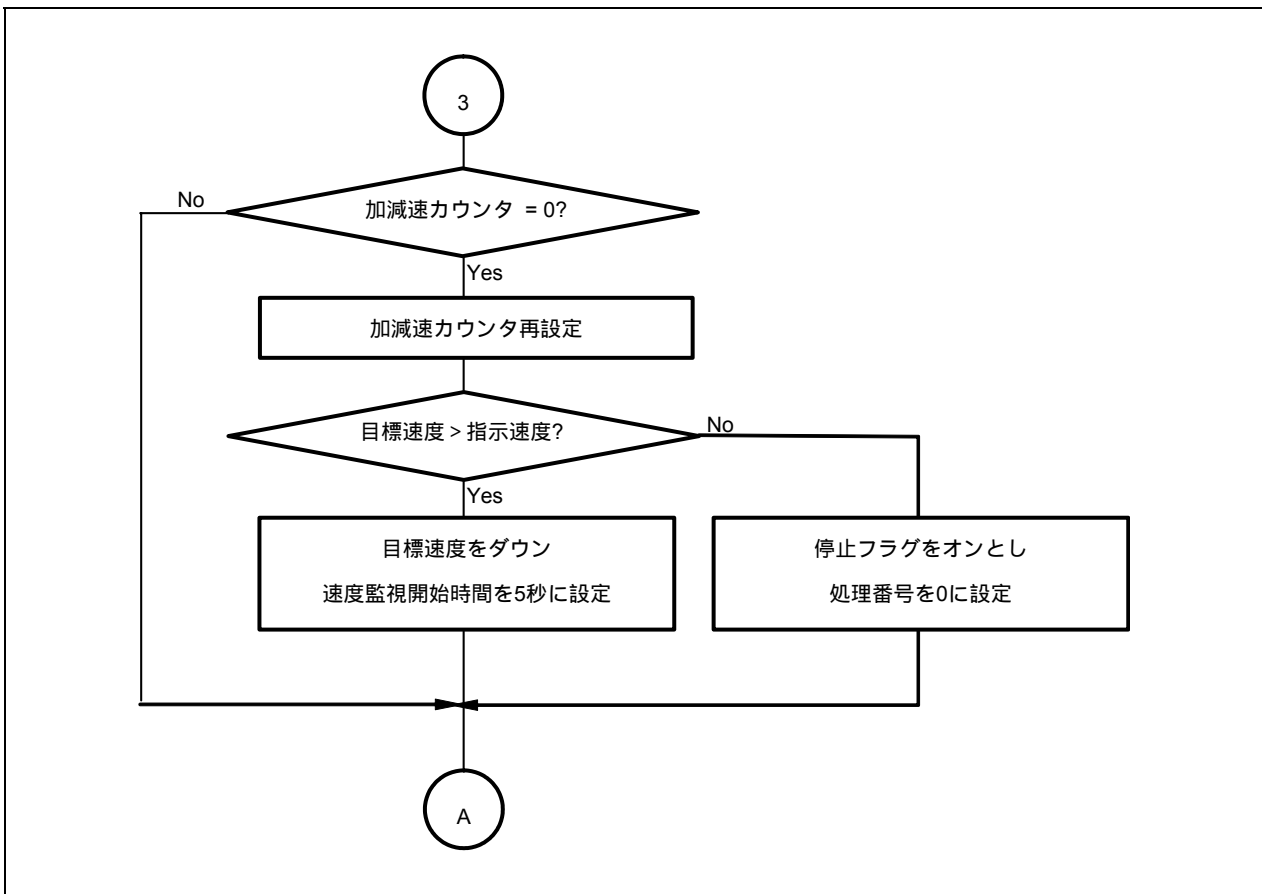 3
No
加減速カウンタ = 0?
Yes
加減速カウンタ再設定
目標速度 > 指示速度?
No
Yes
目標速度をダウン
速度監視開始時間を5秒に設定
停止フラグをオンとし
処理番号を0に設定
A